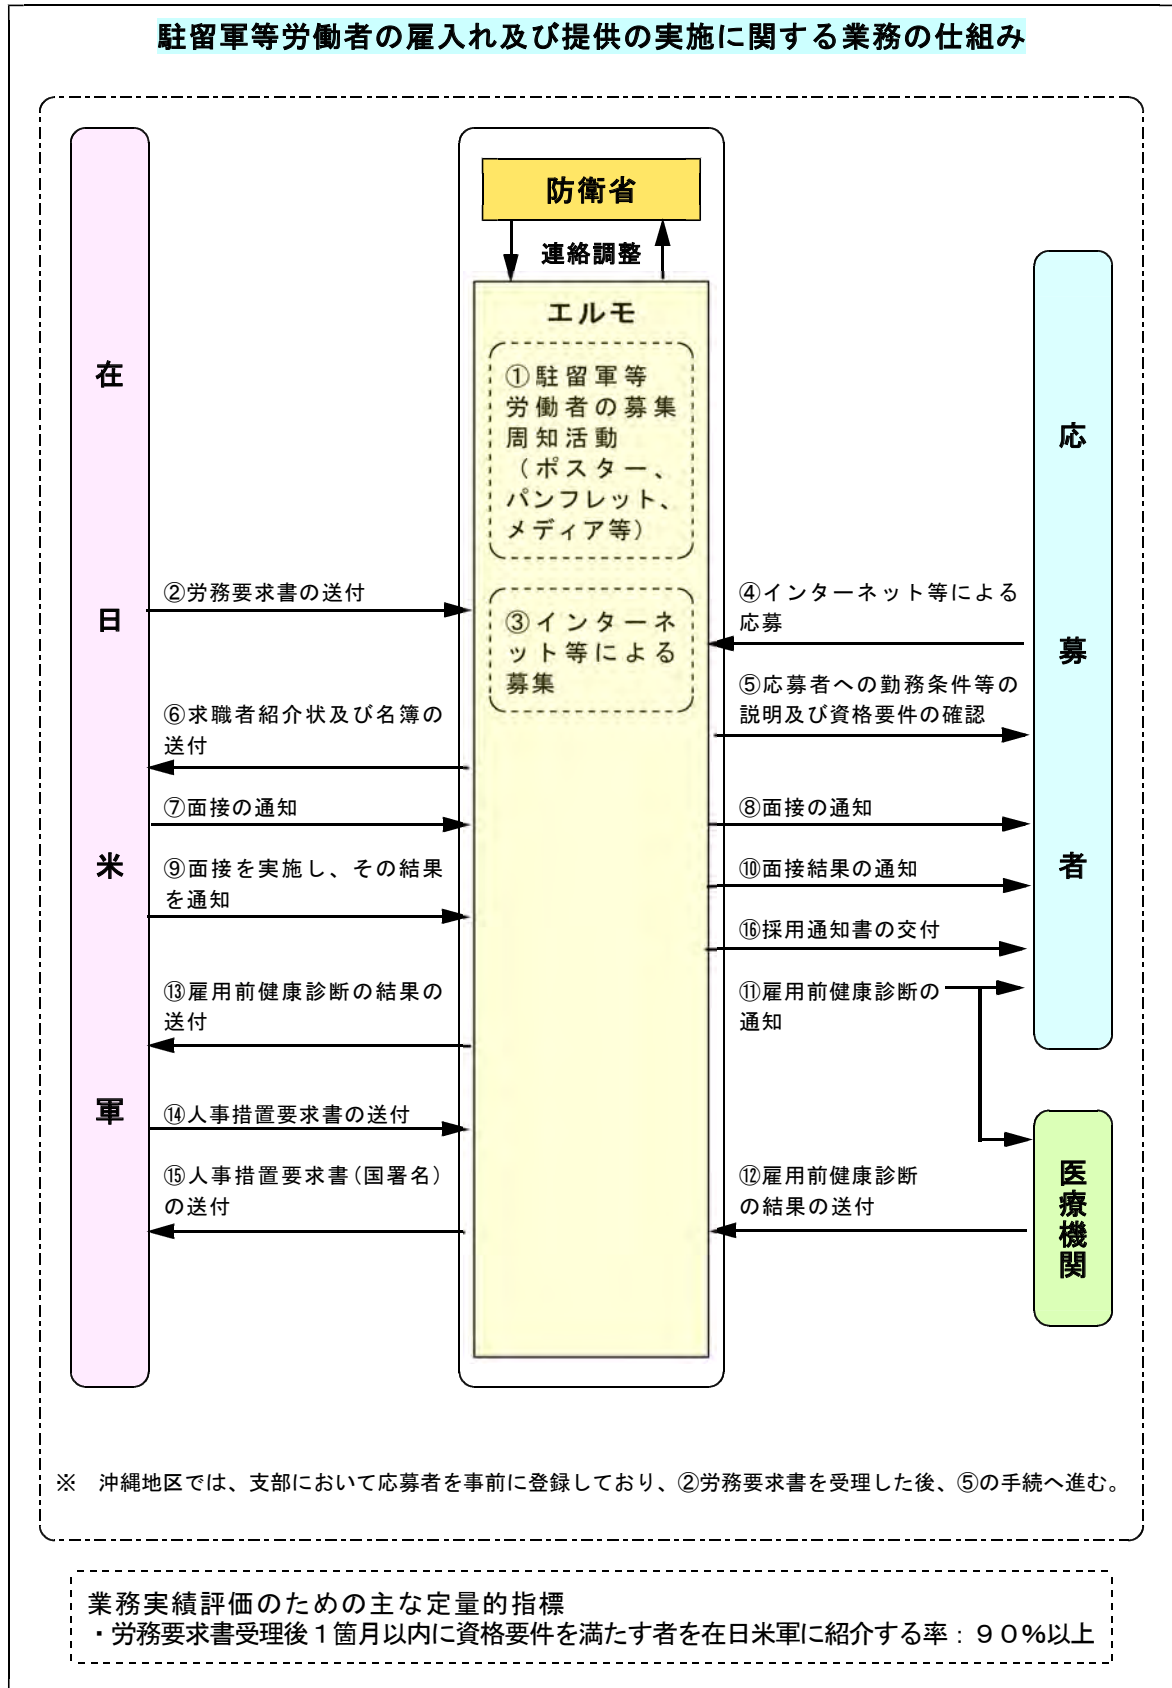 駐留軍等労働者の雇入れ及び提供の実施に関する業務の仕組み
防衛省
連絡調整
エルモ
①駐留軍等
労働者の募集
周知活動
（ポスター、
パンフレット、
メディア等）
③インターネ
ット等による
募集
在日米軍
②労務要求書の送付
⑥求職者紹介状及び名簿の
送付
⑦面接の通知
⑨面接を実施し、その結果
を通知
⑬雇用前健康診断の結果の
送付
⑭人事措置要求書の送付
⑮人事措置要求書(国署名)
の送付
④インターネット等による
応募
⑤応募者への勤務条件等の
説明及び資格要件の確認
⑧面接の通知
⑩面接結果の通知
⑯採用通知書の交付
⑪雇用前健康診断の
通知
⑫雇用前健康診断
の結果の送付
応募者
医療機関
※　沖縄地区では、支部において応募者を事前に登録しており、②労務要求書を受理した後、⑤の手続へ進む。
業務実績評価のための主な定量的指標
・労務要求書受理後１箇月以内に資格要件を満たす者を在日米軍に紹介する率：９０％以上